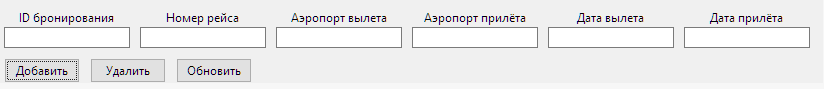 ID бронирования Номер рейса Аэропорт вылета Аэропорт прилёта Дата вылета Дата прилёта
Добавить Удалить Обновить